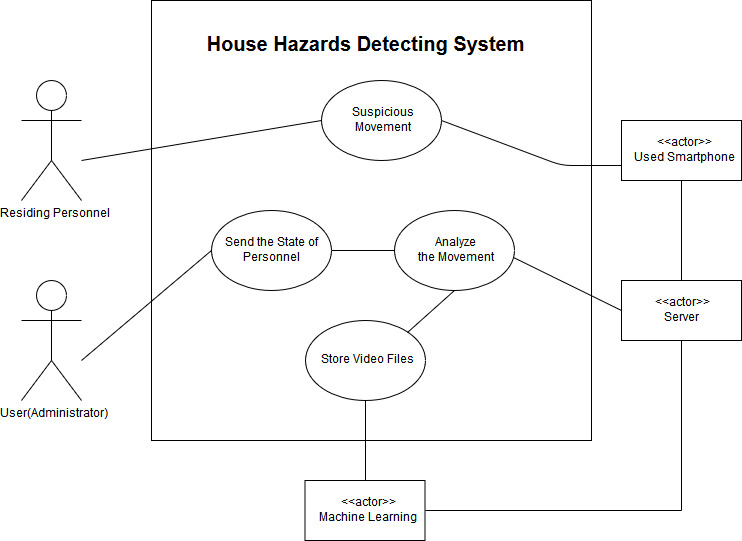 House Hazards Detecting System
Suspicious
Movement
<<actor>>
Used Smartphone
Residing Personnel
Send the State of
Personnel
Analyze
the Movement
<<actor>>
Server
Store Video Files
User(Administrator)
<<actor>>
Machine Learning